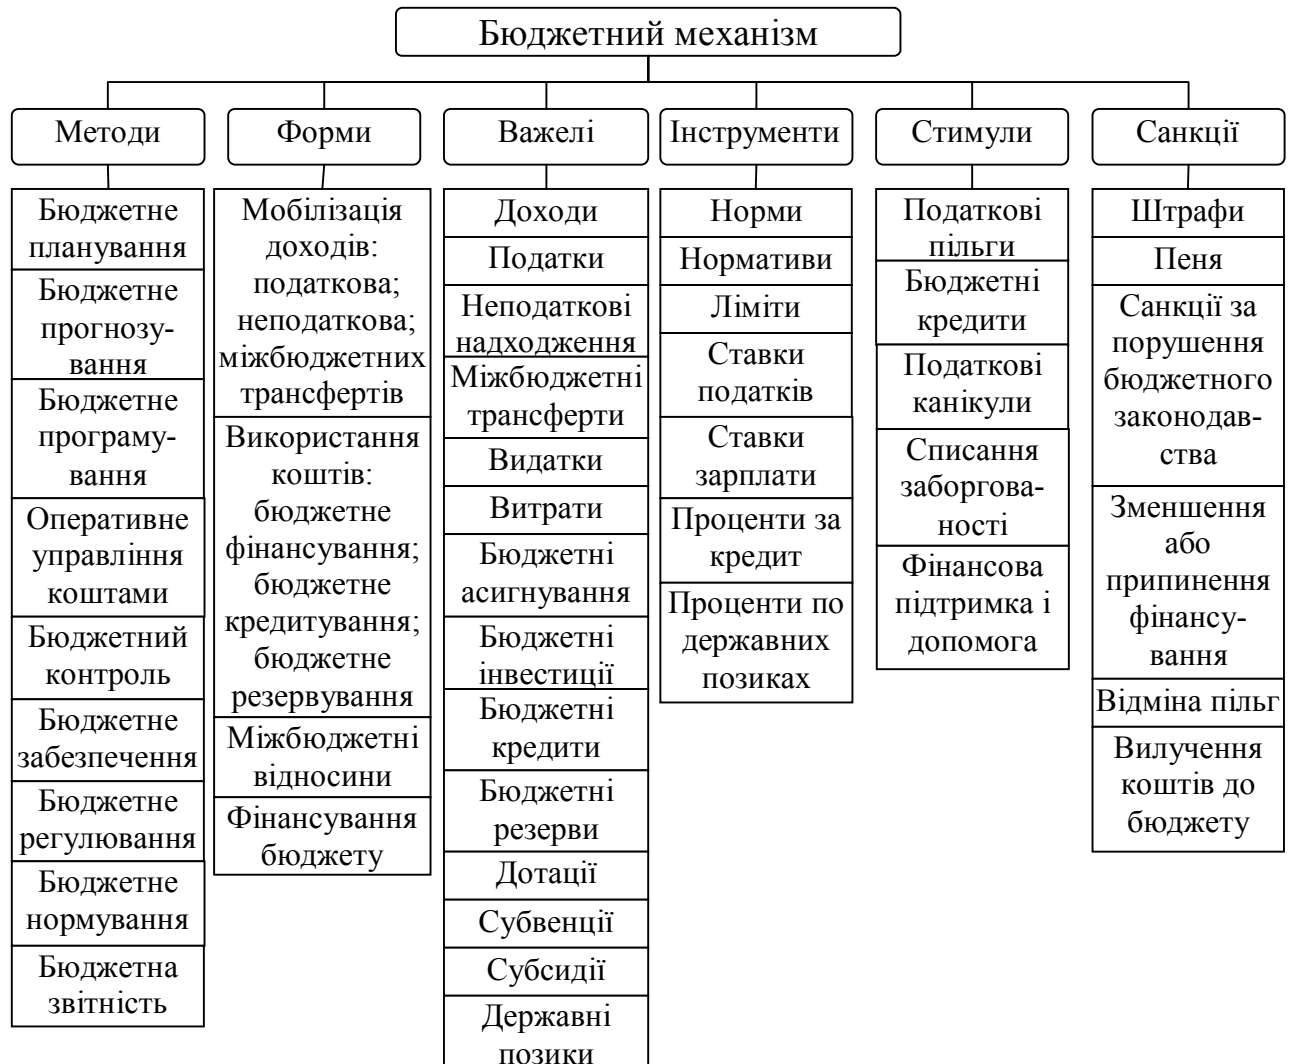 Бюджетний механізм
Методи
Форми
Важелі
Інструменти
Стимули
Санкції
Бюджетне
планування
Бюджетне
прогнозу-
вання
Бюджетне
програму-
вання
Оперативне
управління
коштами
Бюджетний
контроль
Бюджетне
забезпечення
Бюджетне
регулювання
Бюджетне
нормування
Бюджетна
звітність
Мобілізація
доходів:
податкова;
неподаткова;
міжбюджетних
трансфертів
Використання
коштів:
бюджетне
фінансування;
бюджетне
кредитування;
бюджетне
резервування
Міжбюджетні
відносини
Фінансування
бюджету
Доходи
Податки
Неподаткові
надходження
Міжбюджетні
трансферти
Видатки
Витрати
Бюджетні
асигнування
Бюджетні
інвестиції
Бюджетні
кредити
Бюджетні
резерви
Дотації
Субвенції
Субсидії
Державні
позики
Норми
Нормативи
Ліміти
Ставки
податків
Ставки
зарплати
Проценти за
кредит
Проценти по
державних
позиках
Податкові
пільги
Бюджетні
кредити
Податкові
канікули
Списання
заборгова-
ності
Фінансова
підтримка і
допомога
Штрафи
Пеня
Санкції за
порушення
бюджетного
законодав-
ства
Зменшення
або
припинення
фінансу-
вання
Відміна пільг
Вилучення
коштів до
бюджету